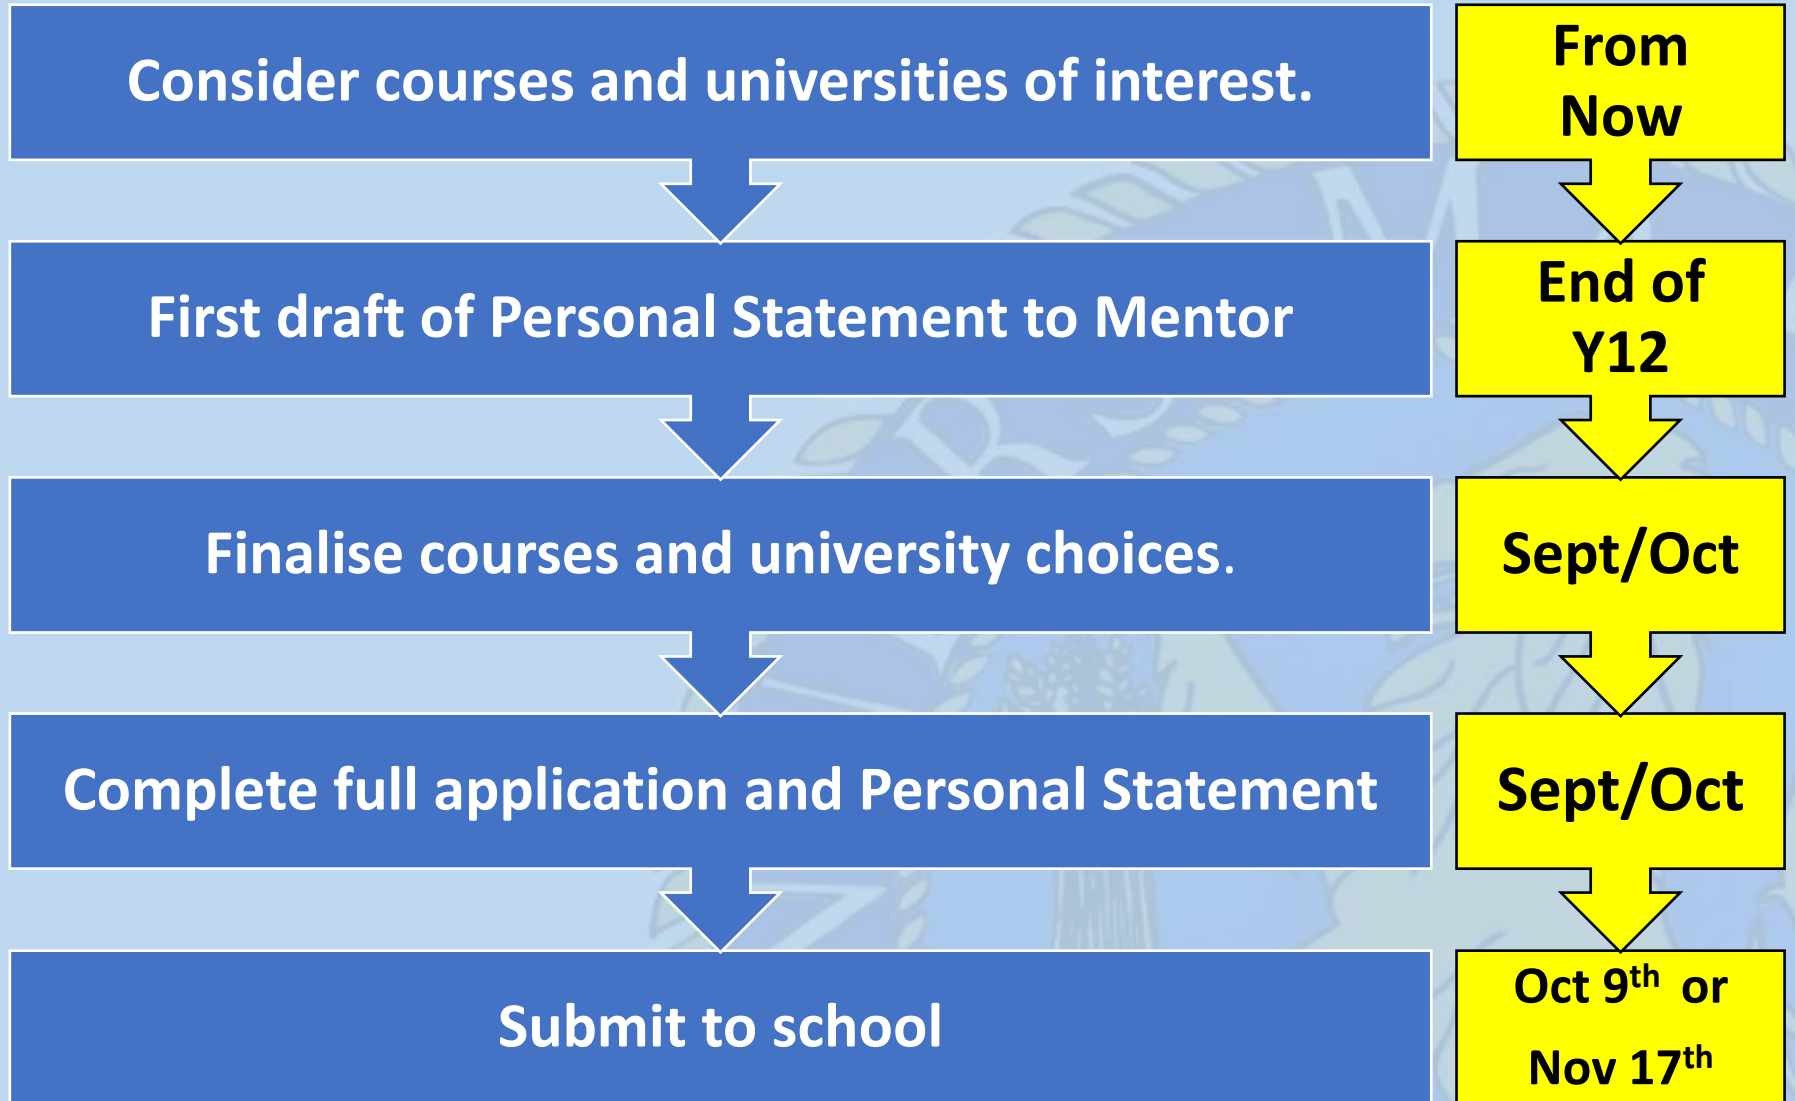 Consider courses and universities of interest.
From
Now
First draft of Personal Statement to Mentor
End of
Y12
Finalise courses and university choices.
Sept/Oct
Complete full application and Personal Statement
Sept/Oct
Submit to school
Oct 9th or
Nov 17th